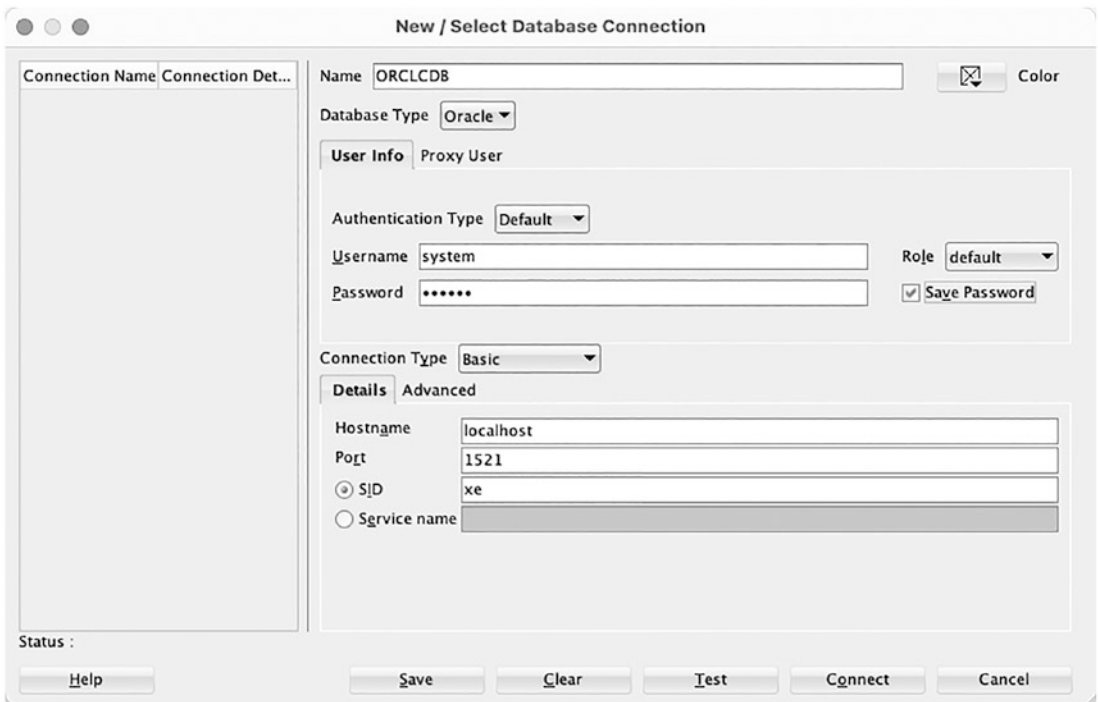 New / Select Database Connection
Connection Name Connection Det...
Name ORCLCDB Color
Database Type Oracle
User Info Proxy User
Authentication Type Default
Username system Role default
Password •••••• Save Password
Connection Type Basic
Details Advanced
Hostname localhost
Port 1521
SID xe
Service name
Status :
Help Save Clear Test Connect Cancel